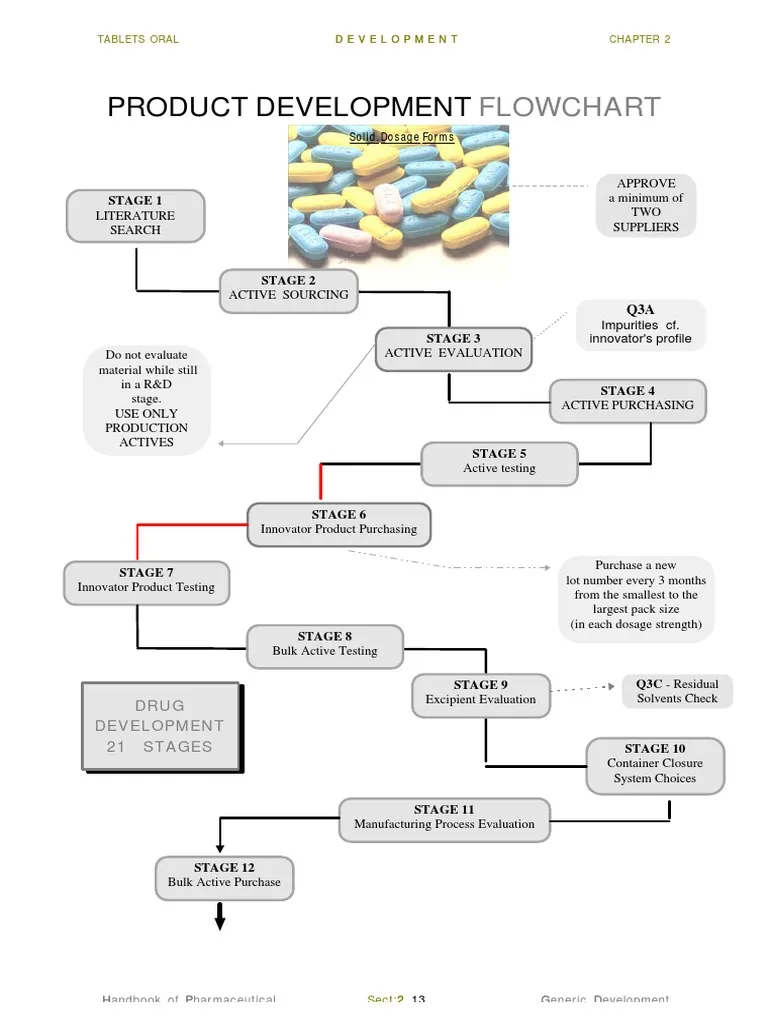 TABLETS ORAL DEVELOPMENT CHAPTER 2
PRODUCT DEVELOPMENT FLOWCHART
Solid Dosage Forms
APPROVE
a minimum of
TWO
SUPPLIERS
STAGE 1
LITERATURE
SEARCH
STAGE 2
ACTIVE SOURCING
Q3A
Impurities cf.
innovator's profile
STAGE 3
ACTIVE EVALUATION
Do not evaluate
material while still
in a R&D
stage.
USE ONLY
PRODUCTION
ACTIVES
STAGE 4
ACTIVE PURCHASING
STAGE 5
Active testing
STAGE 6
Innovator Product Purchasing
STAGE 7
Innovator Product Testing
Purchase a new
lot number every 3 months
from the smallest to the
largest pack size
(in each dosage strength)
STAGE 8
Bulk Active Testing
STAGE 9
Excipient Evaluation
Q3C - Residual
Solvents Check
DRUG
DEVELOPMENT
21 STAGES
STAGE 10
Container Closure
System Choices
STAGE 11
Manufacturing Process Evaluation
STAGE 12
Bulk Active Purchase
Handbook of Pharmaceutical Sect:2. 13 Generic Development